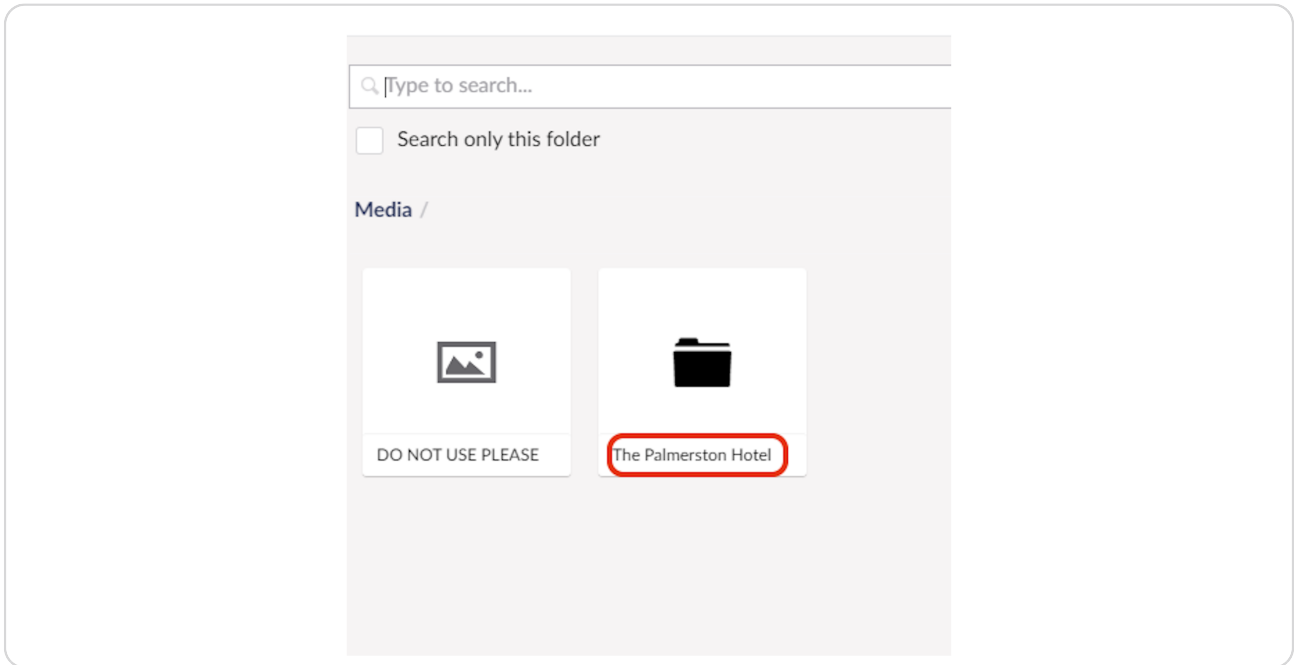 Type to search...
Search only this folder
Media /
DO NOT USE PLEASE
The Palmerston Hotel